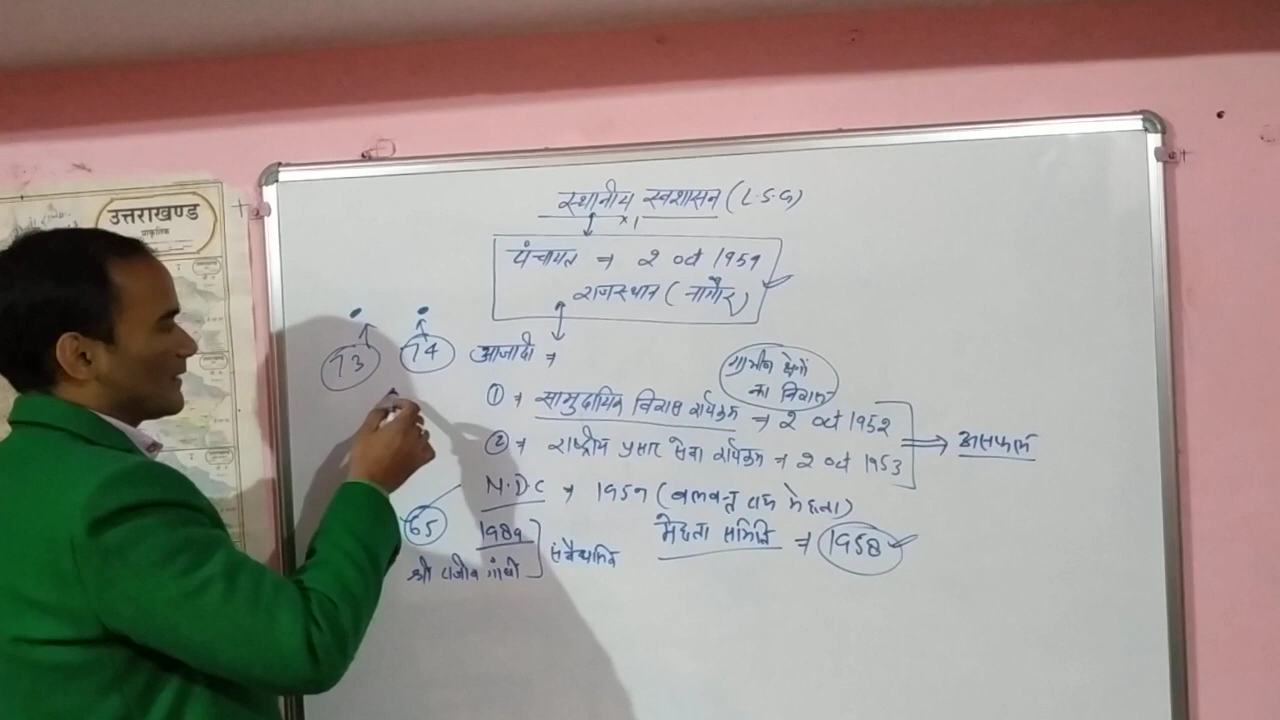 उत्तराखण्ड
प्राकृतिक
स्थानीय स्वशासन (L.S.G)
पंचायत ⇒ 2 oct 1959
राजस्थान (नागौर)
73
74
आजादी ⇒
ग्रामीण क्षेत्रों
का विकास
① ⇒ सामुदायिक विकास कार्यक्रम ⇒ 2 oct 1952
② ⇒ राष्ट्रीय प्रसार सेवा कार्यक्रम ⇒ 2 oct 1953
⇒ असफल
N.D.C ⇒ 1957 (बलवन्त राय मेहता)
65
1989
मेहता समिति ⇒ 1958
श्री राजीव गांधी
संवैधानिक